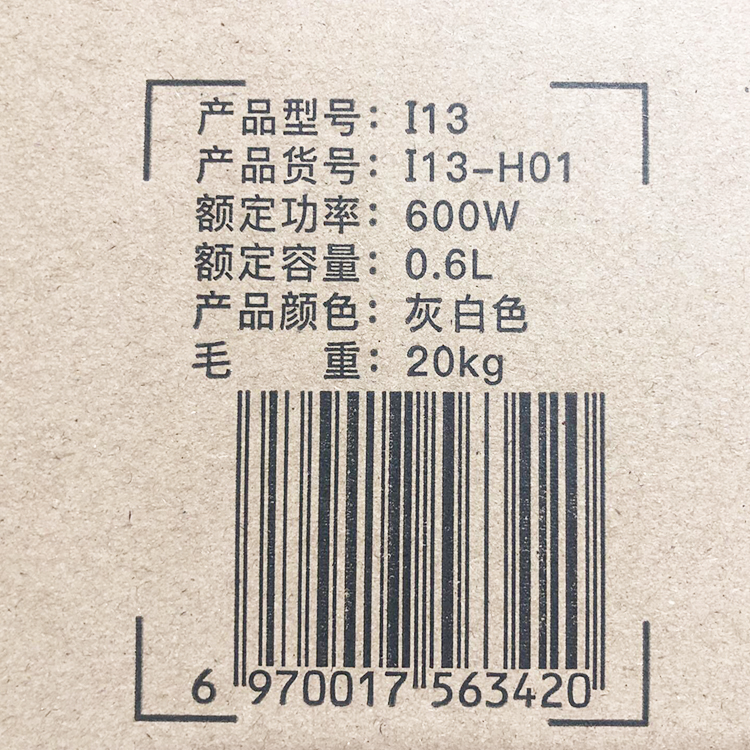 产品型号：I13
产品货号：I13-H01
额定功率：600W
额定容量：0.6L
产品颜色：灰白色
毛　　重：20kg
6 970017 563420